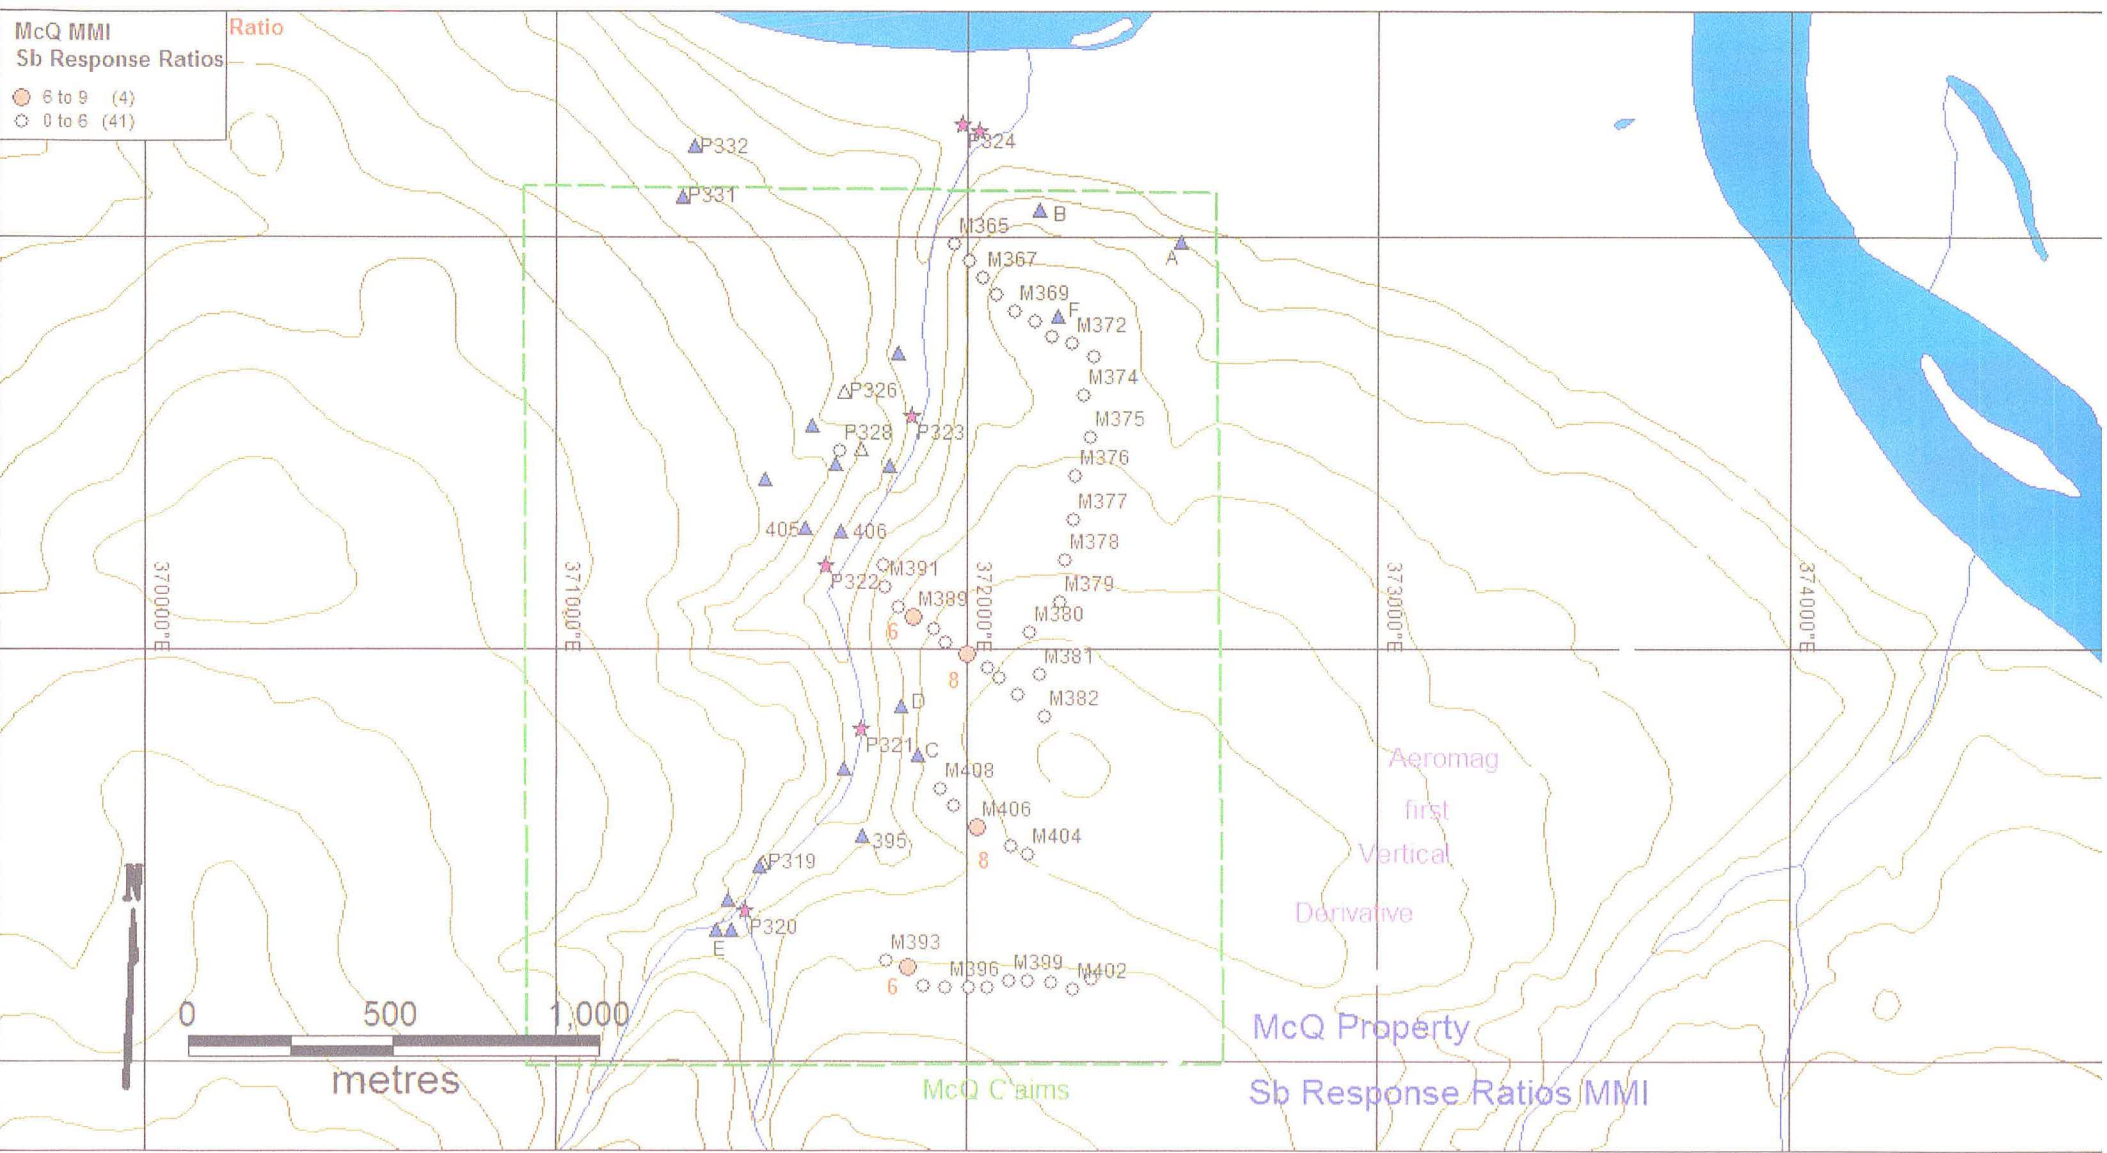 McQ MMI
Sb Response Ratios
Ratio
6 to 9 (4)
0 to 6 (41)
P332
P331
P324
B
A
M365
M367
M369
F
M372
M374
P326
P323
P328
M375
M376
M377
M378
M379
M380
M381
M382
405
406
P322
M391
M389
6
8
370000°E
371000°E
372000°E
373000°E
374000°E
D
P321
C
M408
M406
M404
8
395
P319
P320
E
M393
M396
M399
M402
6
Aeromag
first
Vertical
Derivative
N
0 500 1,000
metres
McQ Property
McQ C aims
Sb Response Ratios MMI